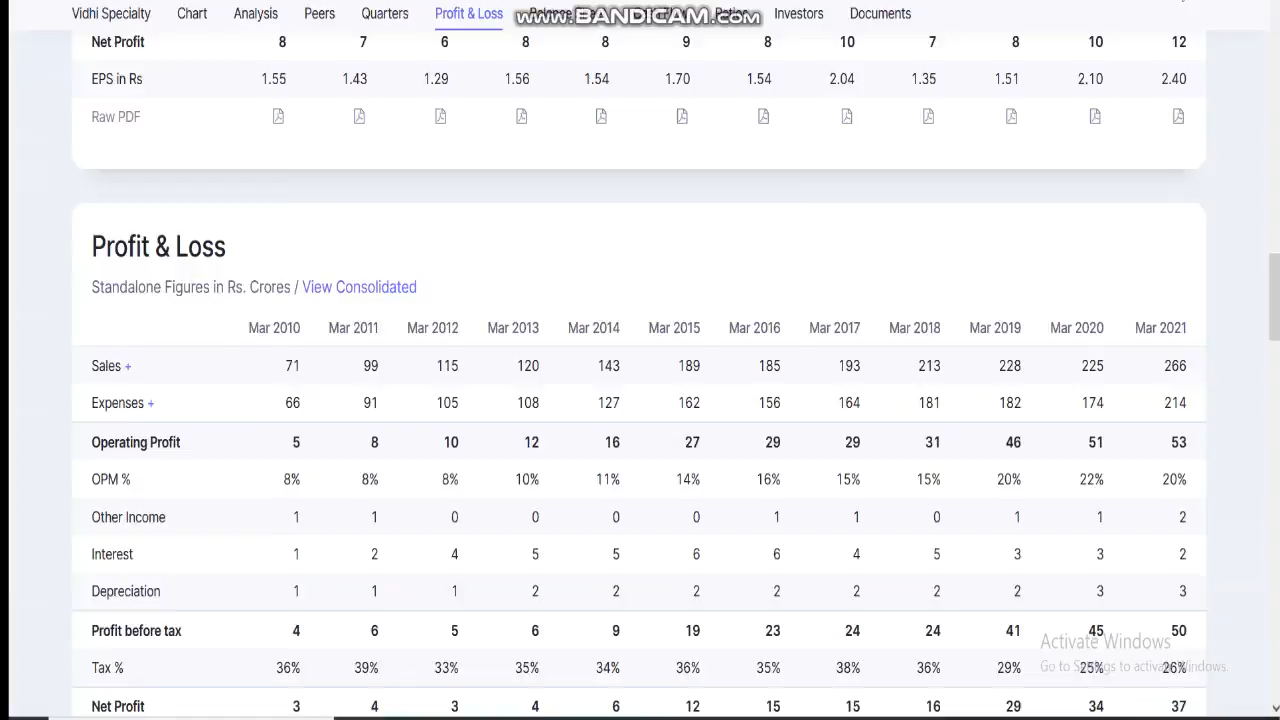 Vidhi Specialty Chart Analysis Peers Quarters Profit & Loss Investors Documents
www.BANDICAM.com
Net Profit 8 7 6 8 8 9 8 10 7 8 10 12
EPS in Rs 1.55 1.43 1.29 1.56 1.54 1.70 1.54 2.04 1.35 1.51 2.10 2.40
Raw PDF
Profit & Loss
Standalone Figures in Rs. Crores / View Consolidated
Mar 2010 Mar 2011 Mar 2012 Mar 2013 Mar 2014 Mar 2015 Mar 2016 Mar 2017 Mar 2018 Mar 2019 Mar 2020 Mar 2021
Sales + 71 99 115 120 143 189 185 193 213 228 225 266
Expenses + 66 91 105 108 127 162 156 164 181 182 174 214
Operating Profit 5 8 10 12 16 27 29 29 31 46 51 53
OPM % 8% 8% 8% 10% 11% 14% 16% 15% 15% 20% 22% 20%
Other Income 1 1 0 0 0 0 1 1 0 1 1 2
Interest 1 2 4 5 5 6 6 4 5 3 3 2
Depreciation 1 1 1 2 2 2 2 2 2 2 3 3
Profit before tax 4 6 5 6 9 19 23 24 24 41 45 50
Activate Windows
Tax % 36% 39% 33% 35% 34% 36% 35% 38% 36% 29% 25% 26%
Go to Settings to activate Windows.
Net Profit 3 4 3 4 6 12 15 15 16 29 34 37